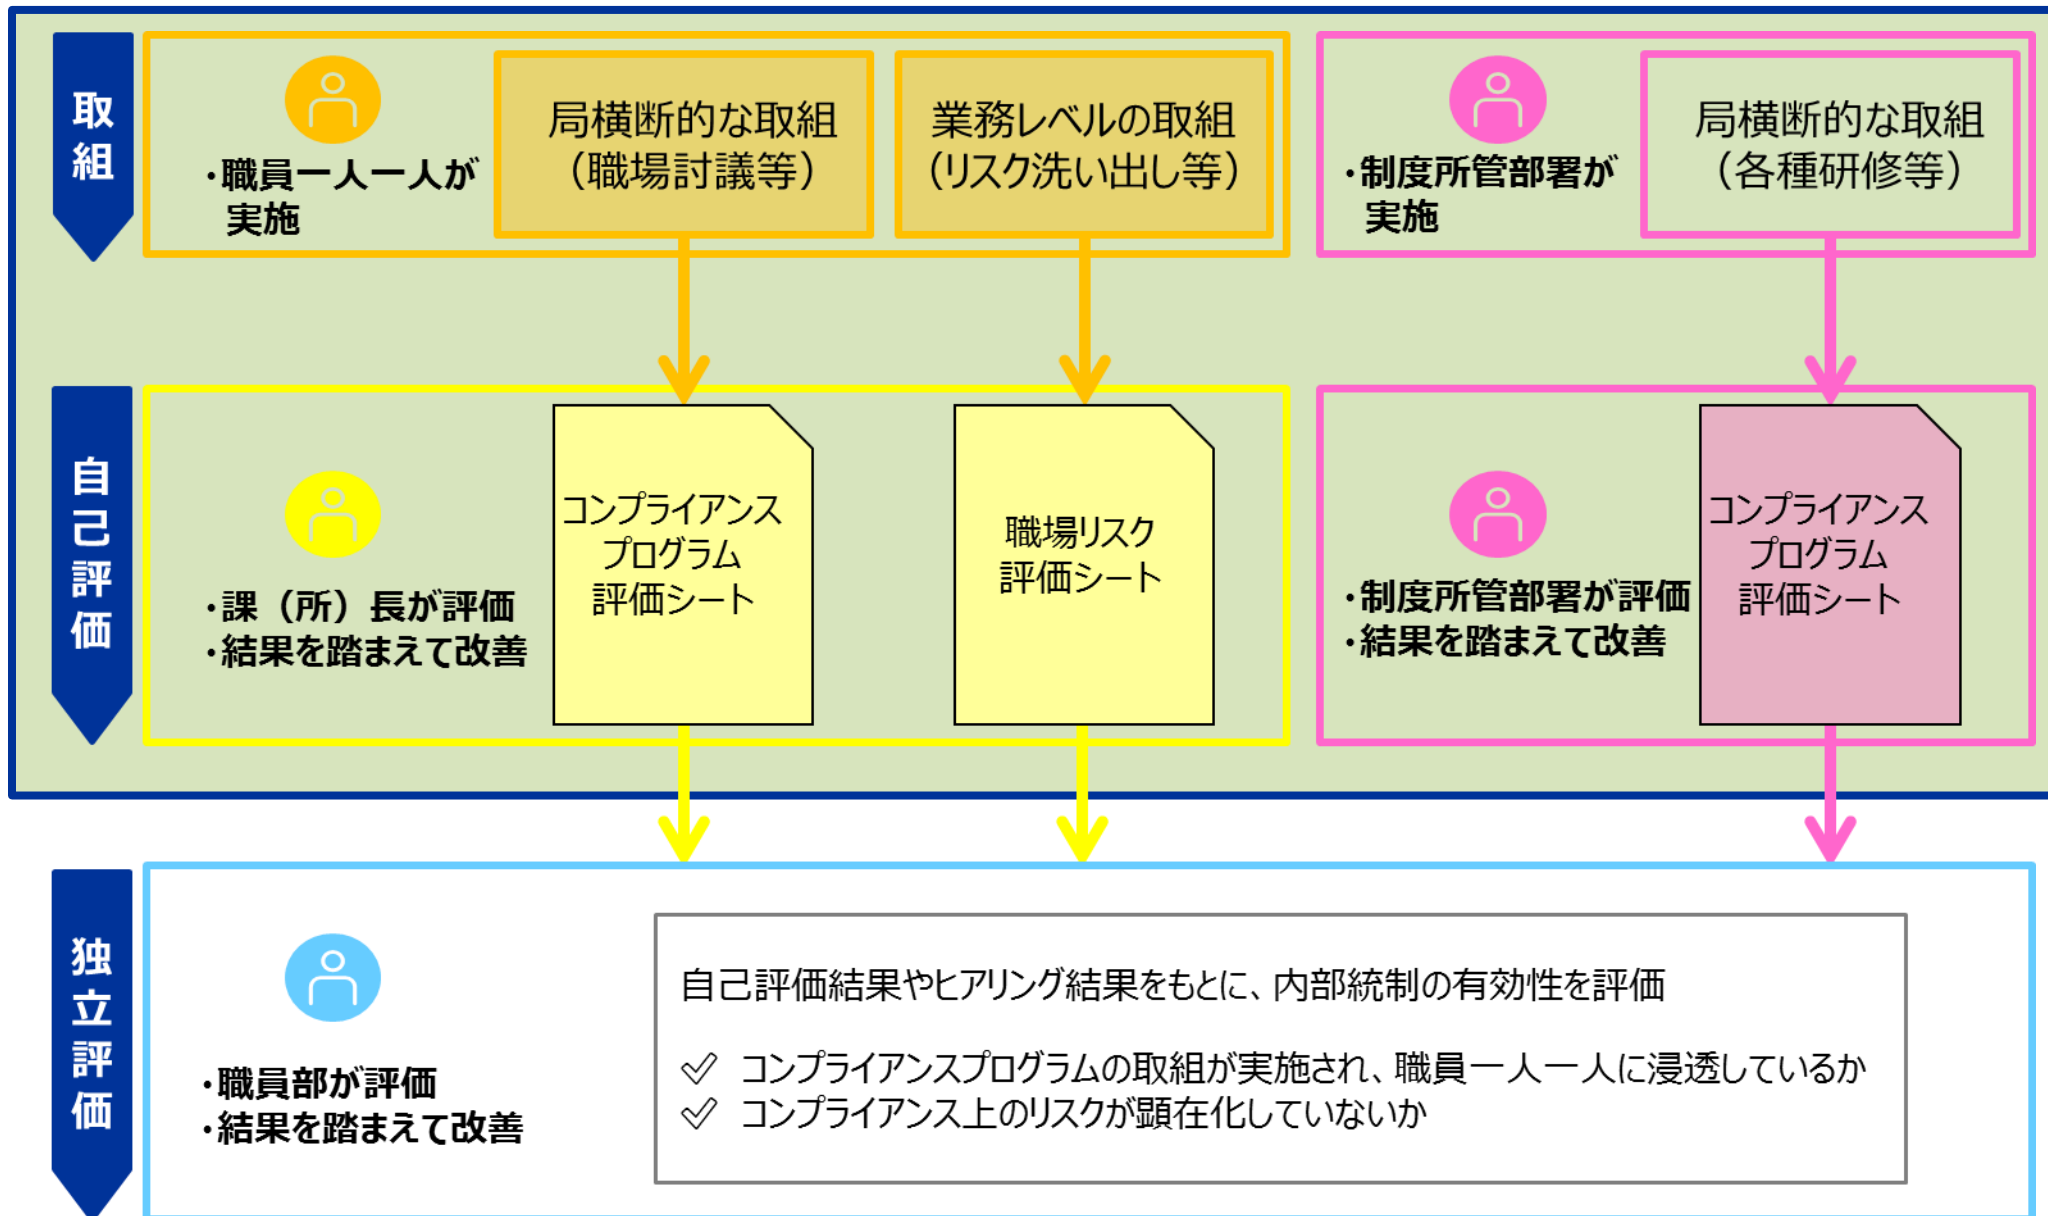 取組
・職員一人一人が
実施
局横断的な取組
（職場討議等）
業務レベルの取組
（リスク洗い出し等）
・制度所管部署が
実施
局横断的な取組
（各種研修等）
自己評価
・課（所）長が評価
・結果を踏まえて改善
コンプライアンス
プログラム
評価シート
職場リスク
評価シート
・制度所管部署が評価
・結果を踏まえて改善
コンプライアンス
プログラム
評価シート
独立評価
・職員部が評価
・結果を踏まえて改善
自己評価結果やヒアリング結果をもとに、内部統制の有効性を評価
✓ コンプライアンスプログラムの取組が実施され、職員一人一人に浸透しているか
✓ コンプライアンス上のリスクが顕在化していないか